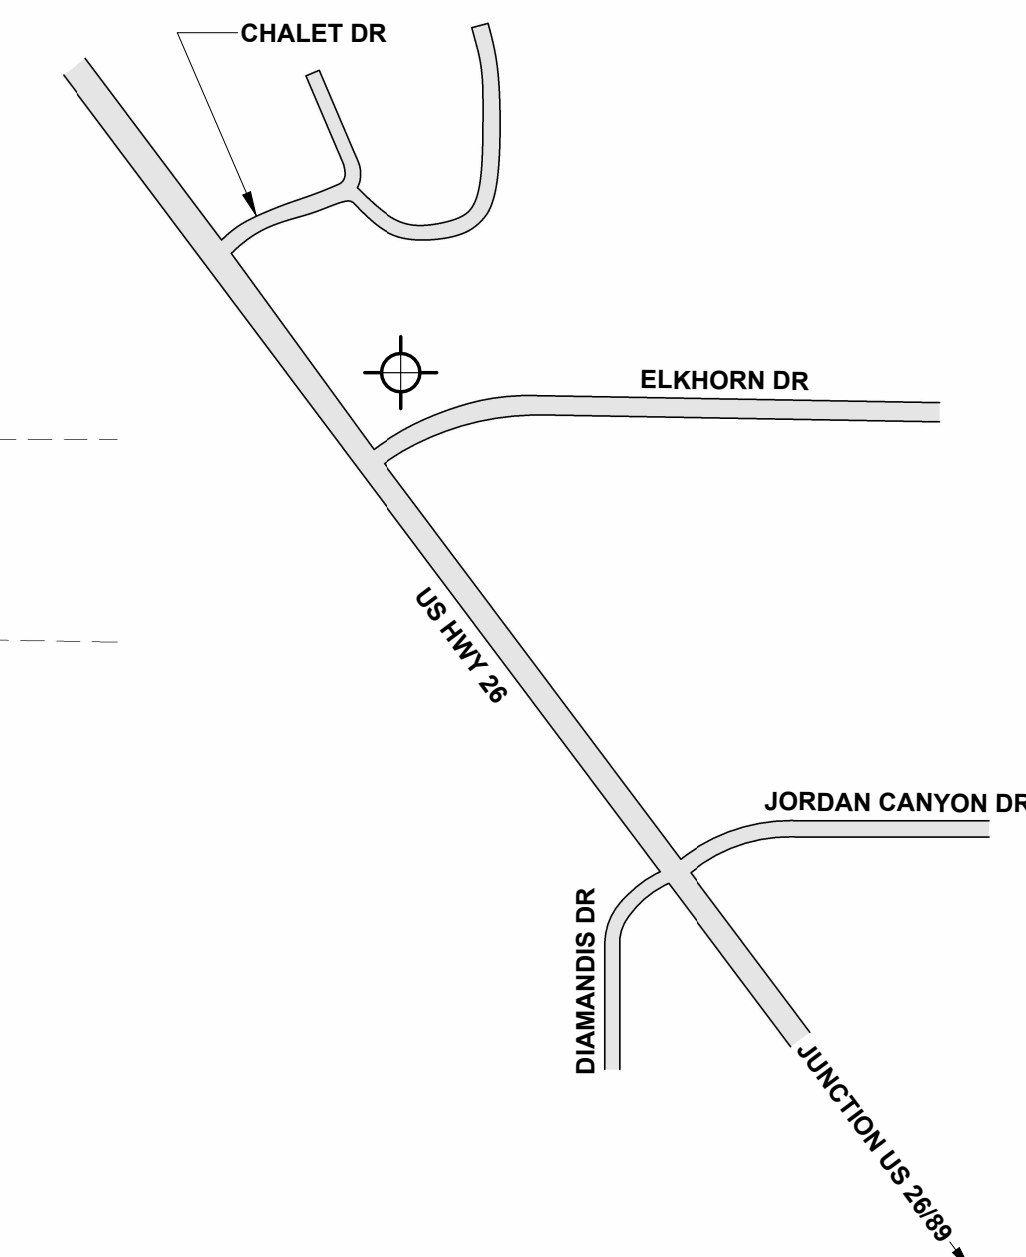 CHALET DR
ELKHORN DR
US HWY 26
JORDAN CANYON DR
DIAMANDIS DR
JUNCTION US 26/89